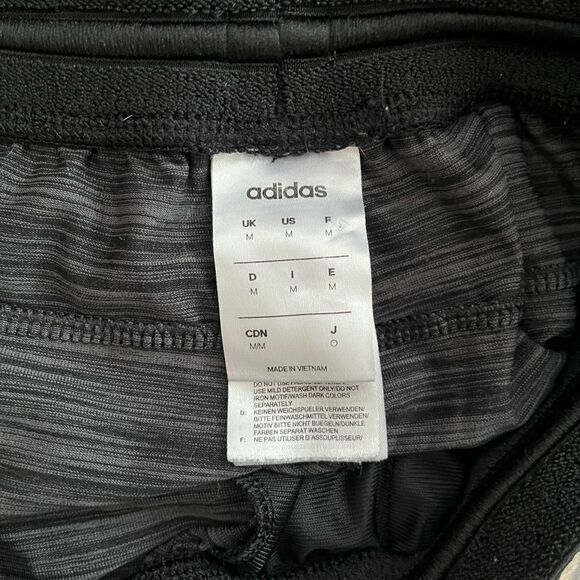 adidas
UK US F
M M M
D I E
M M M
CDN J
M/M O
MADE IN VIETNAM
USE MILD DETERGENT ONLY/DO NOT
IRON MOTIF/WASH DARK COLORS
SEPARATELY
D: KEINEN WEICHSPUELER VERWENDEN/
BITTE FEINWASCHMITTEL VERWENDEN/
MOTIV BITTE NICHT BUEGELN/DUNKLE
FARBEN SEPARAT WASCHEN
F: NE PAS UTILISER D'ASSOUPLISSEUR/